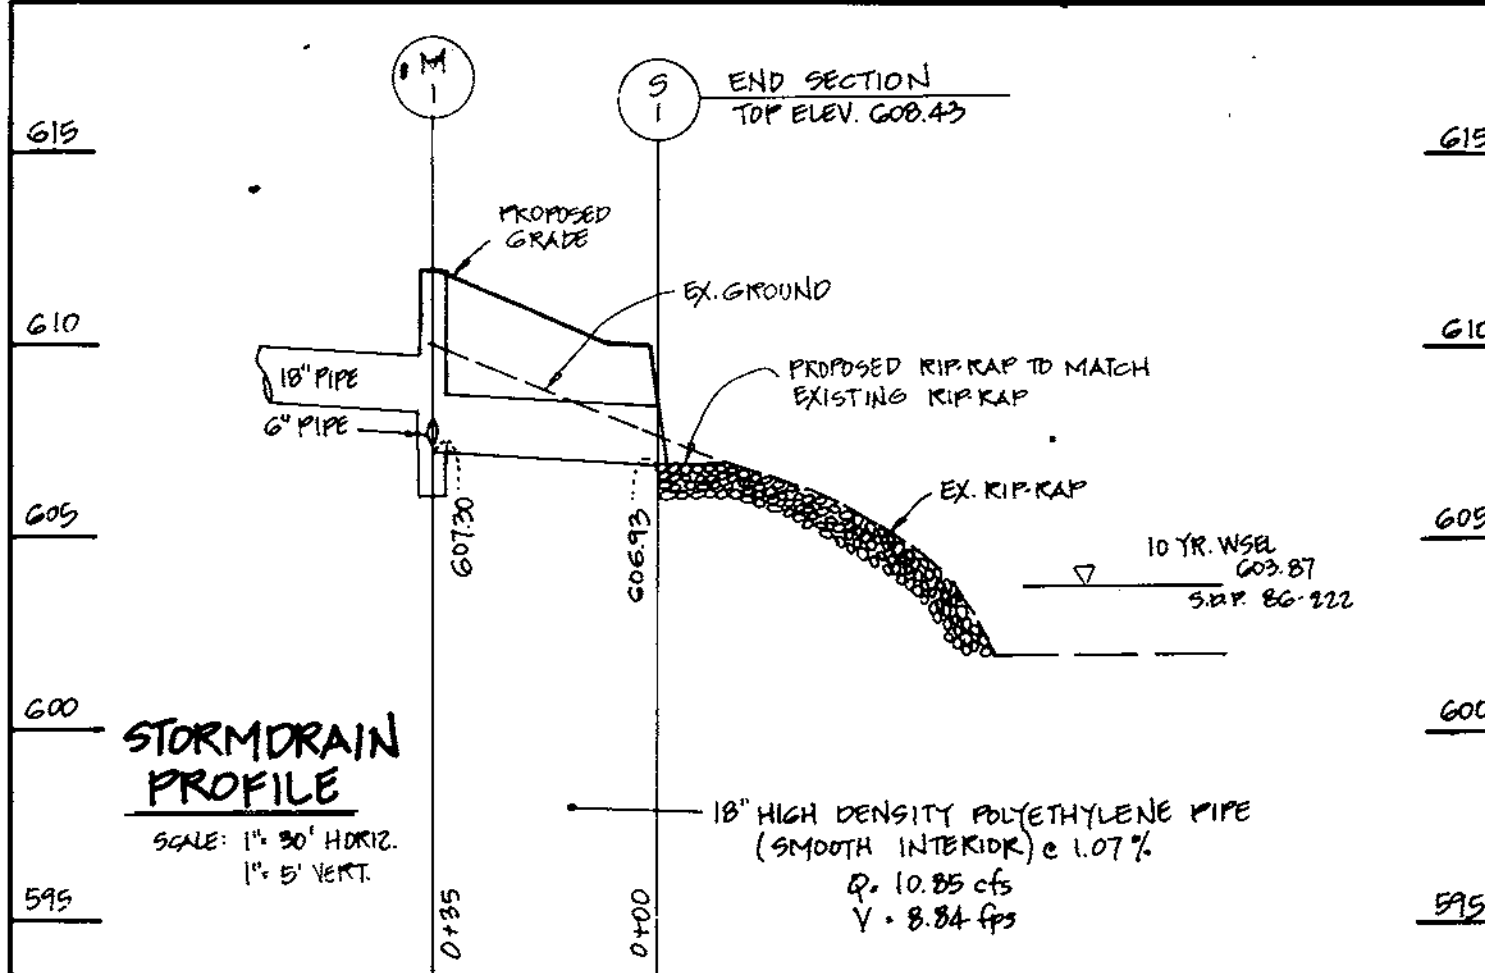 M
1
S
1
END SECTION
TOP ELEV. 608.43
615
615
PROPOSED
GRADE
EX. GROUND
610
610
18" PIPE
6" PIPE
PROPOSED RIP-RAP TO MATCH
EXISTING RIP-RAP
EX. RIP-RAP
605
605
607.30
606.93
10 YR. WSEL
603.87
S.D.P. 86-222
600
600
STORMDRAIN
PROFILE
SCALE: 1"= 30' HORIZ.
1"= 5' VERT.
18" HIGH DENSITY POLYETHYLENE PIPE
(SMOOTH INTERIOR) @ 1.07%
Q= 10.85 cfs
V = 8.84 fps
595
595
0+35
0+00